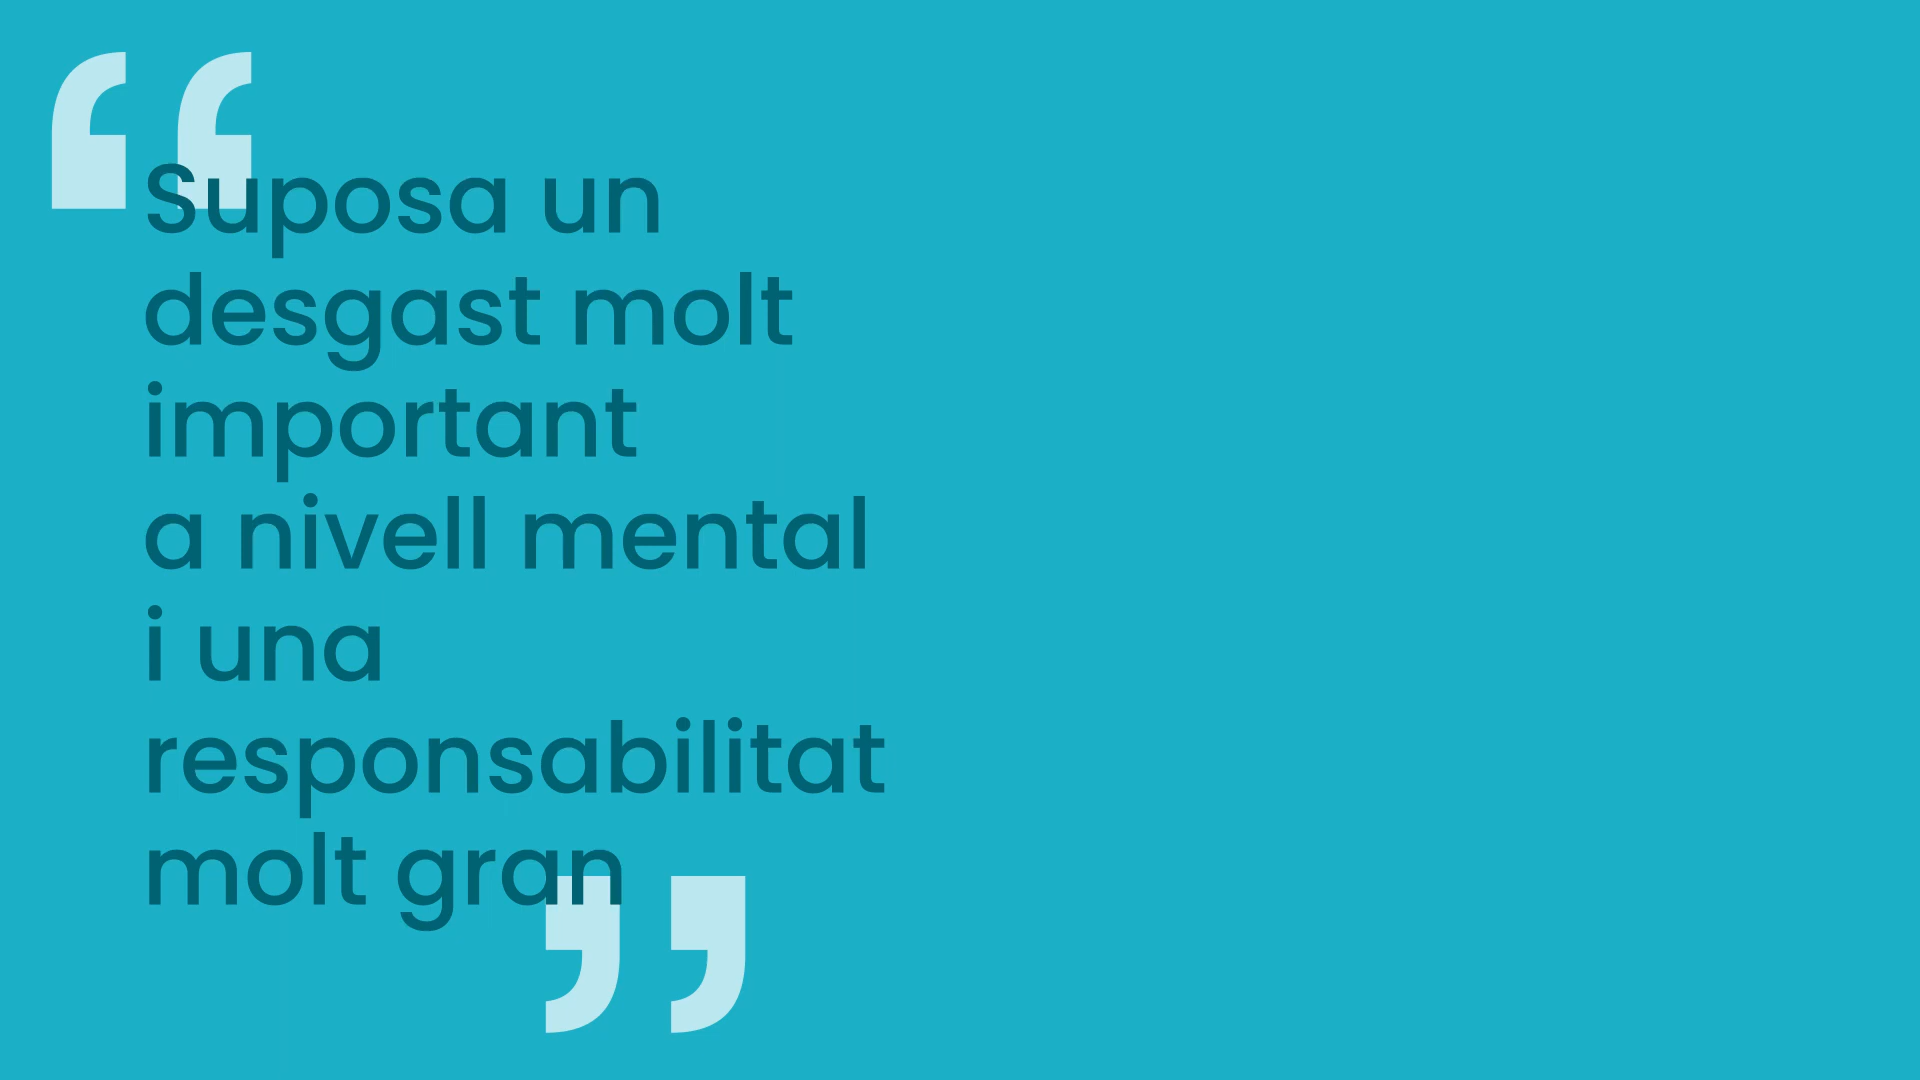 “Suposa un
desgast molt
important
a nivell mental
i una
responsabilitat
molt gran”